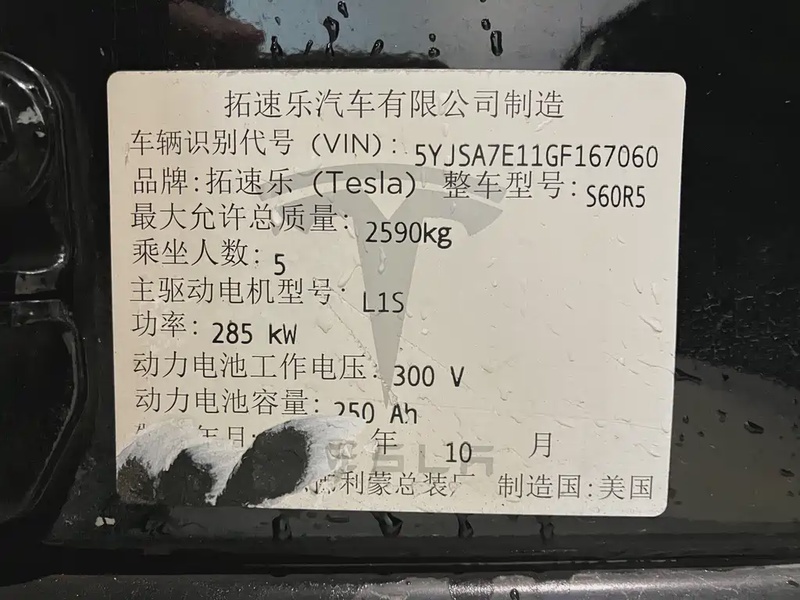 拓速乐汽车有限公司制造
车辆识别代号 (VIN): 5YJSA7E11GF167060
品牌:拓速乐 (Tesla) 整车型号: S60R5
最大允许总质量: 2590kg
乘坐人数: 5
主驱动电机型号: L1S
功率: 285 kW
动力电池工作电压: 300 V
动力电池容量: 250 Ah
年月: 年 10 月
利蒙总装厂 制造国:美国